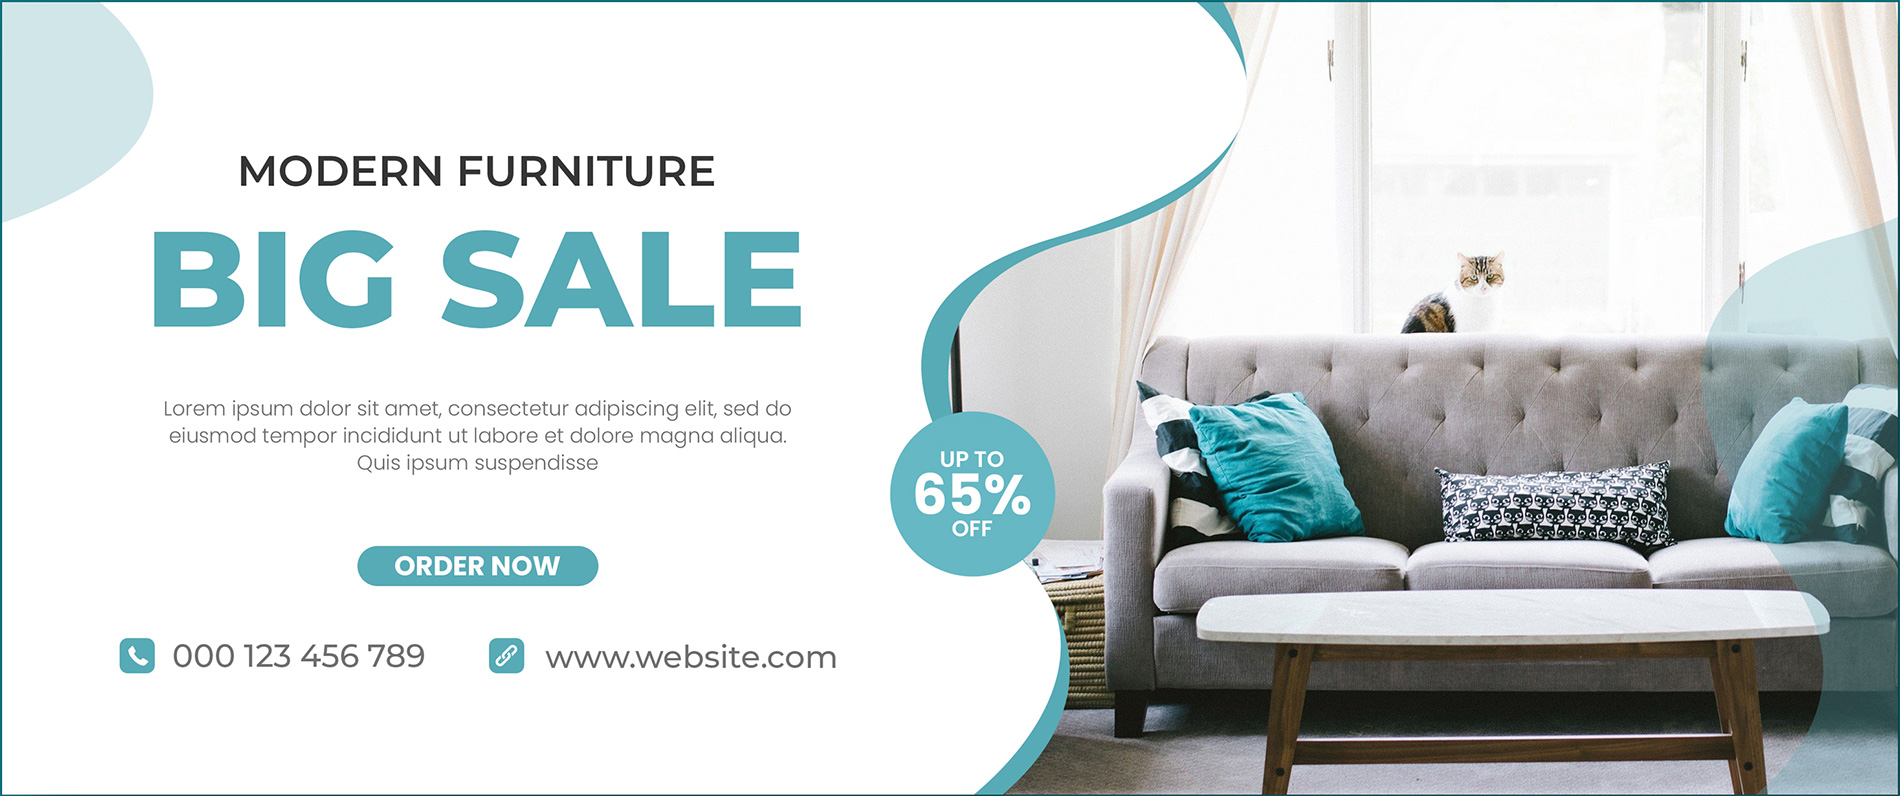 MODERN FURNITURE
BIG SALE
Lorem ipsum dolor sit amet, consectetur adipiscing elit, sed do
eiusmod tempor incididunt ut labore et dolore magna aliqua.
Quis ipsum suspendisse
ORDER NOW
000 123 456 789
www.website.com
UP TO
65%
OFF